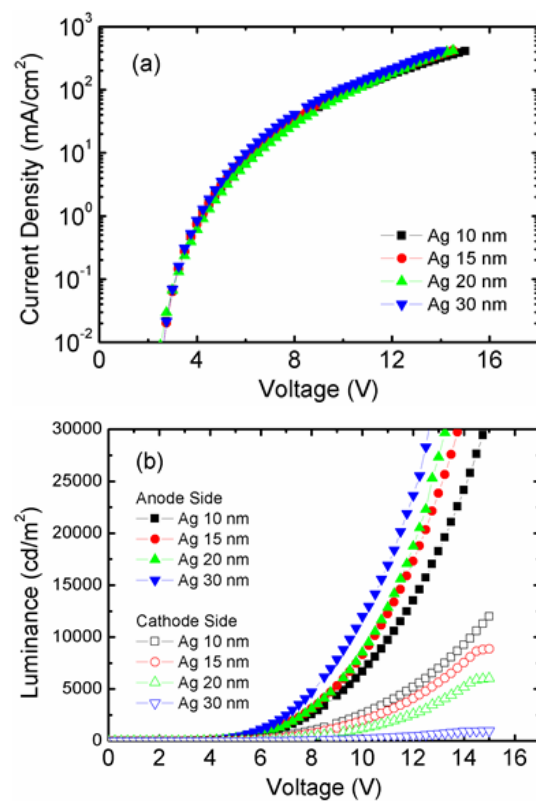 (a)
Current Density (mA/cm²)
10³
10²
10¹
10⁰
10⁻¹
10⁻²
Ag 10 nm
Ag 15 nm
Ag 20 nm
Ag 30 nm
0 4 8 12 16
Voltage (V)
(b)
Luminance (cd/m²)
30000
25000
20000
15000
10000
5000
0
Anode Side
Ag 10 nm
Ag 15 nm
Ag 20 nm
Ag 30 nm
Cathode Side
Ag 10 nm
Ag 15 nm
Ag 20 nm
Ag 30 nm
0 2 4 6 8 10 12 14 16
Voltage (V)